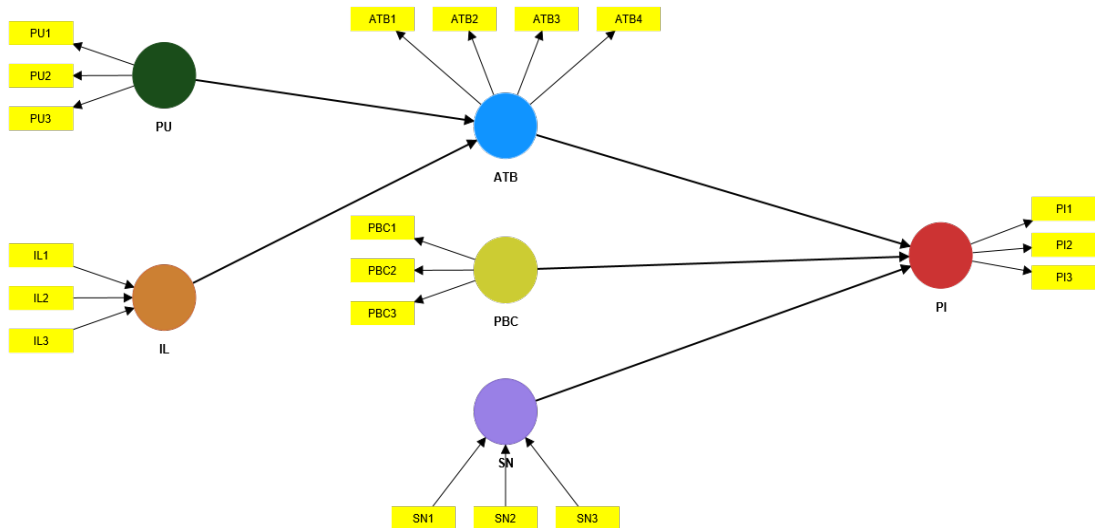 PU1
PU2
PU3
PU
ATB1
ATB2
ATB3
ATB4
ATB
IL1
IL2
IL3
IL
PBC1
PBC2
PBC3
PBC
PI1
PI2
PI3
PI
SN
SN1
SN2
SN3